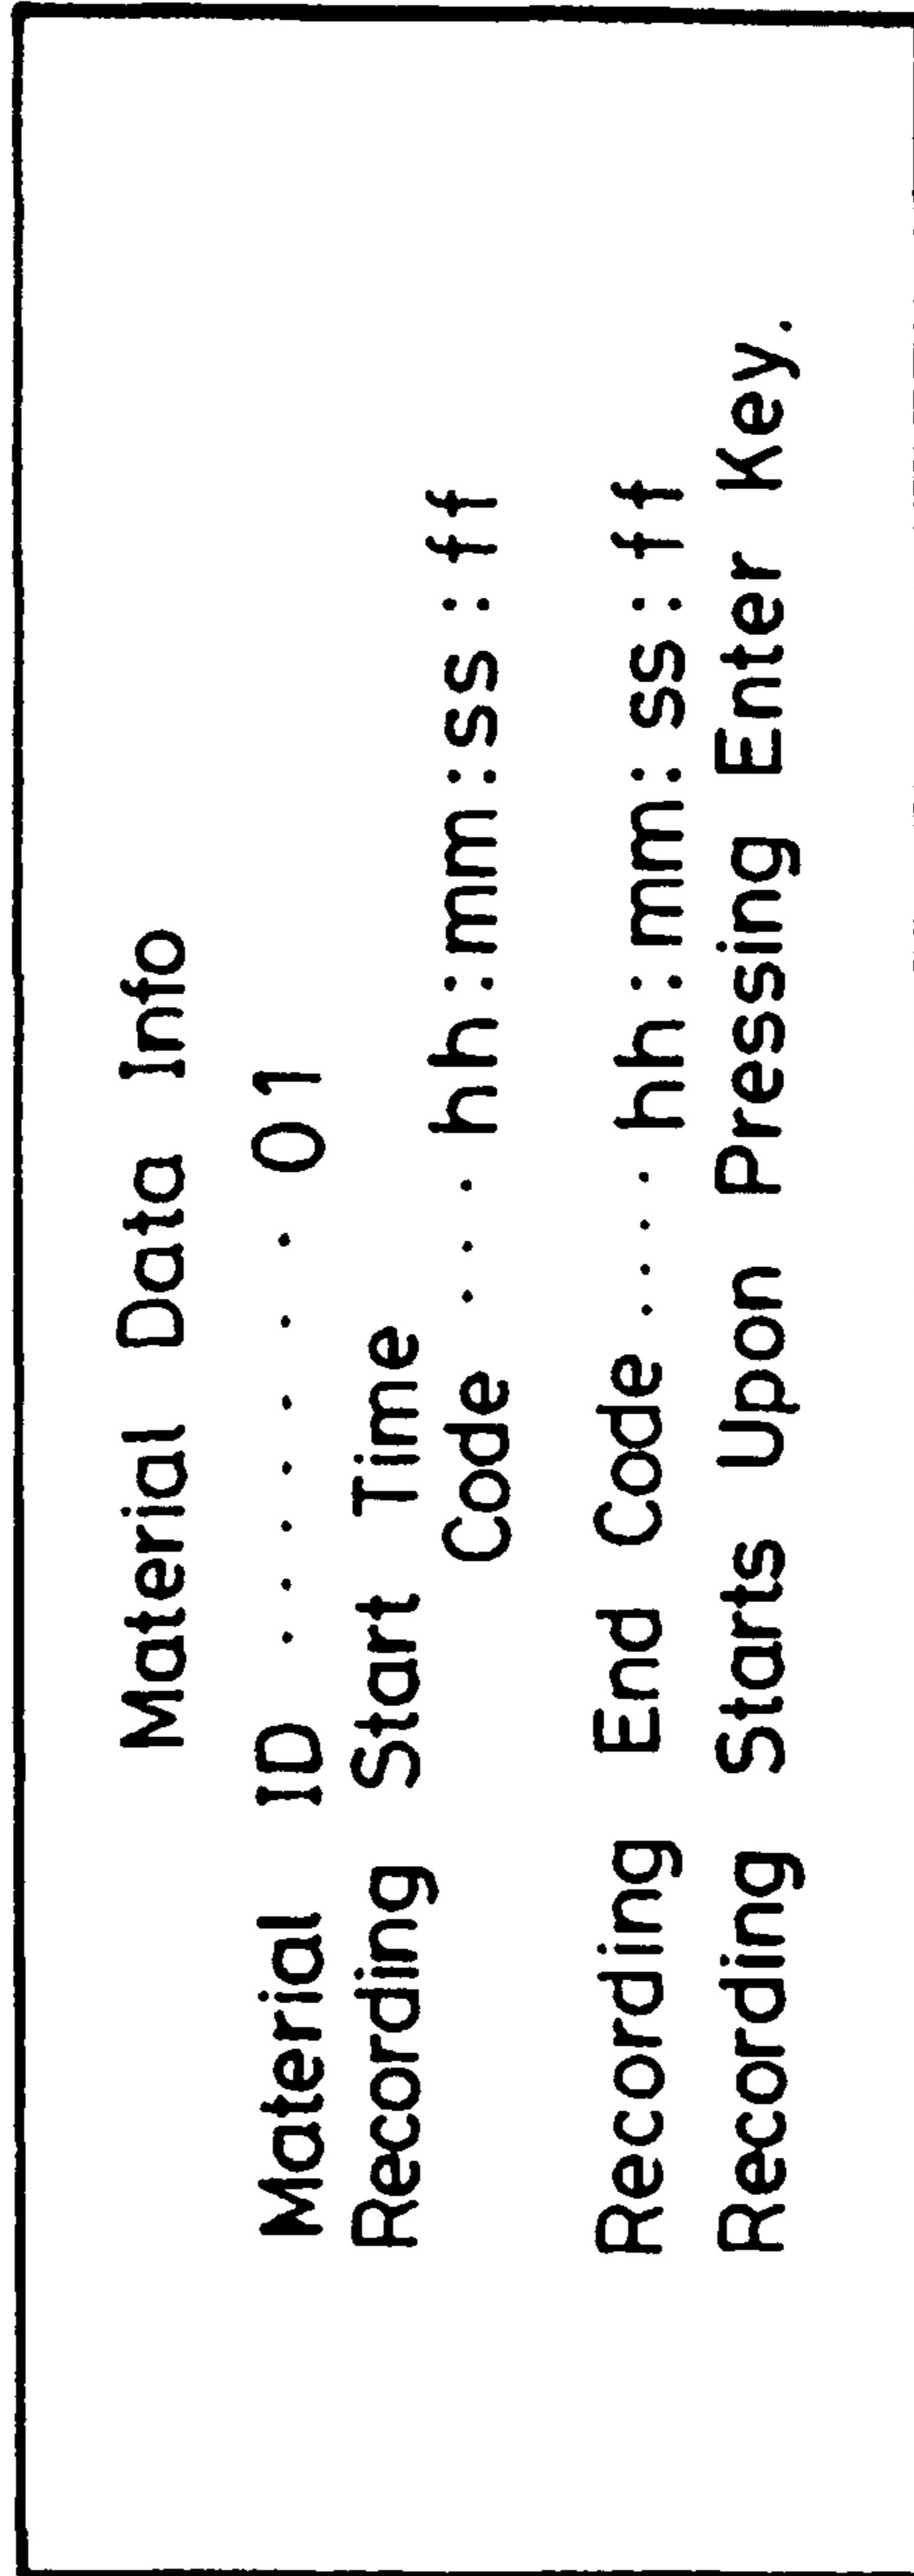 Material Data Info
Material ID ....... 01
Recording Start Time
Code ... hh:mm:ss:ff
Recording End Code .... hh:mm:ss:ff
Recording Starts Upon Pressing Enter Key.